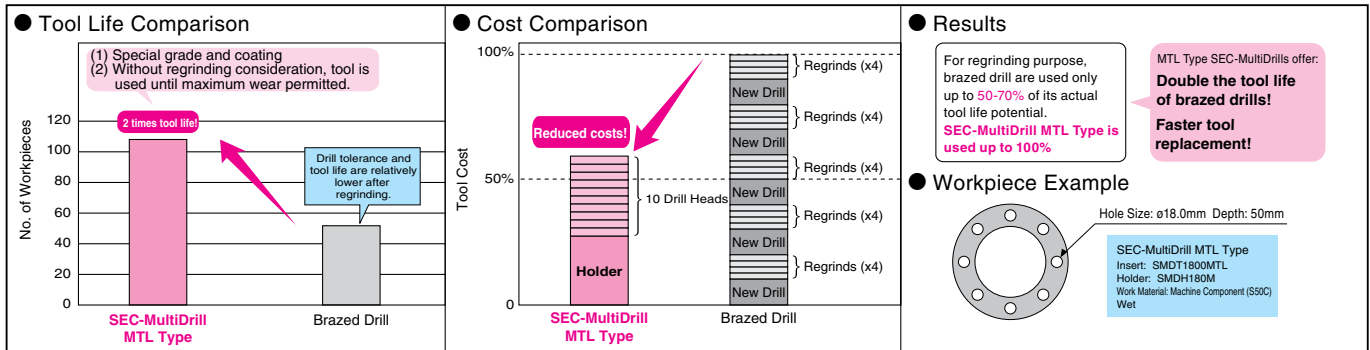 ● Tool Life Comparison
(1) Special grade and coating
(2) Without regrinding consideration, tool is
used until maximum wear permitted.
No. of Workpieces
120
100
80
60
40
20
0
2 times tool life!
Drill tolerance and
tool life are relatively
lower after
regrinding.
SEC-MultiDrill
MTL Type
Brazed Drill
● Cost Comparison
Tool Cost
100%
50%
0
Reduced costs!
10 Drill Heads
Holder
Regrinds (x4)
New Drill
Regrinds (x4)
New Drill
Regrinds (x4)
New Drill
Regrinds (x4)
New Drill
Regrinds (x4)
New Drill
SEC-MultiDrill
MTL Type
Brazed Drill
● Results
For regrinding purpose,
brazed drill are used only
up to 50-70% of its actual
tool life potential.
SEC-MultiDrill MTL Type is
used up to 100%
MTL Type SEC-MultiDrills offer:
Double the tool life
of brazed drills!
Faster tool
replacement!
● Workpiece Example
Hole Size: ø18.0mm Depth: 50mm
SEC-MultiDrill MTL Type
Insert: SMDT1800MTL
Holder: SMDH180M
Work Material: Machine Component (S50C)
Wet